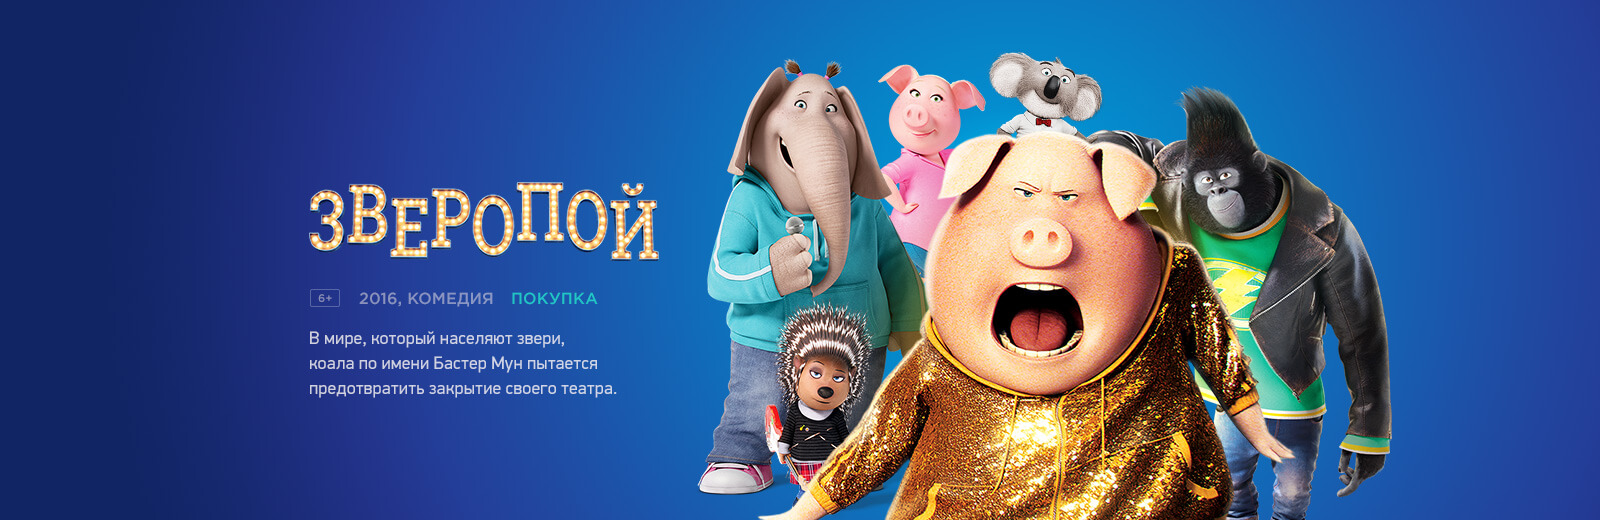 ЗВЕРОПОЙ
6+ 2016, КОМЕДИЯ ПОКУПКА
В мире, который населяют звери,
коала по имени Бастер Мун пытается
предотвратить закрытие своего театра.